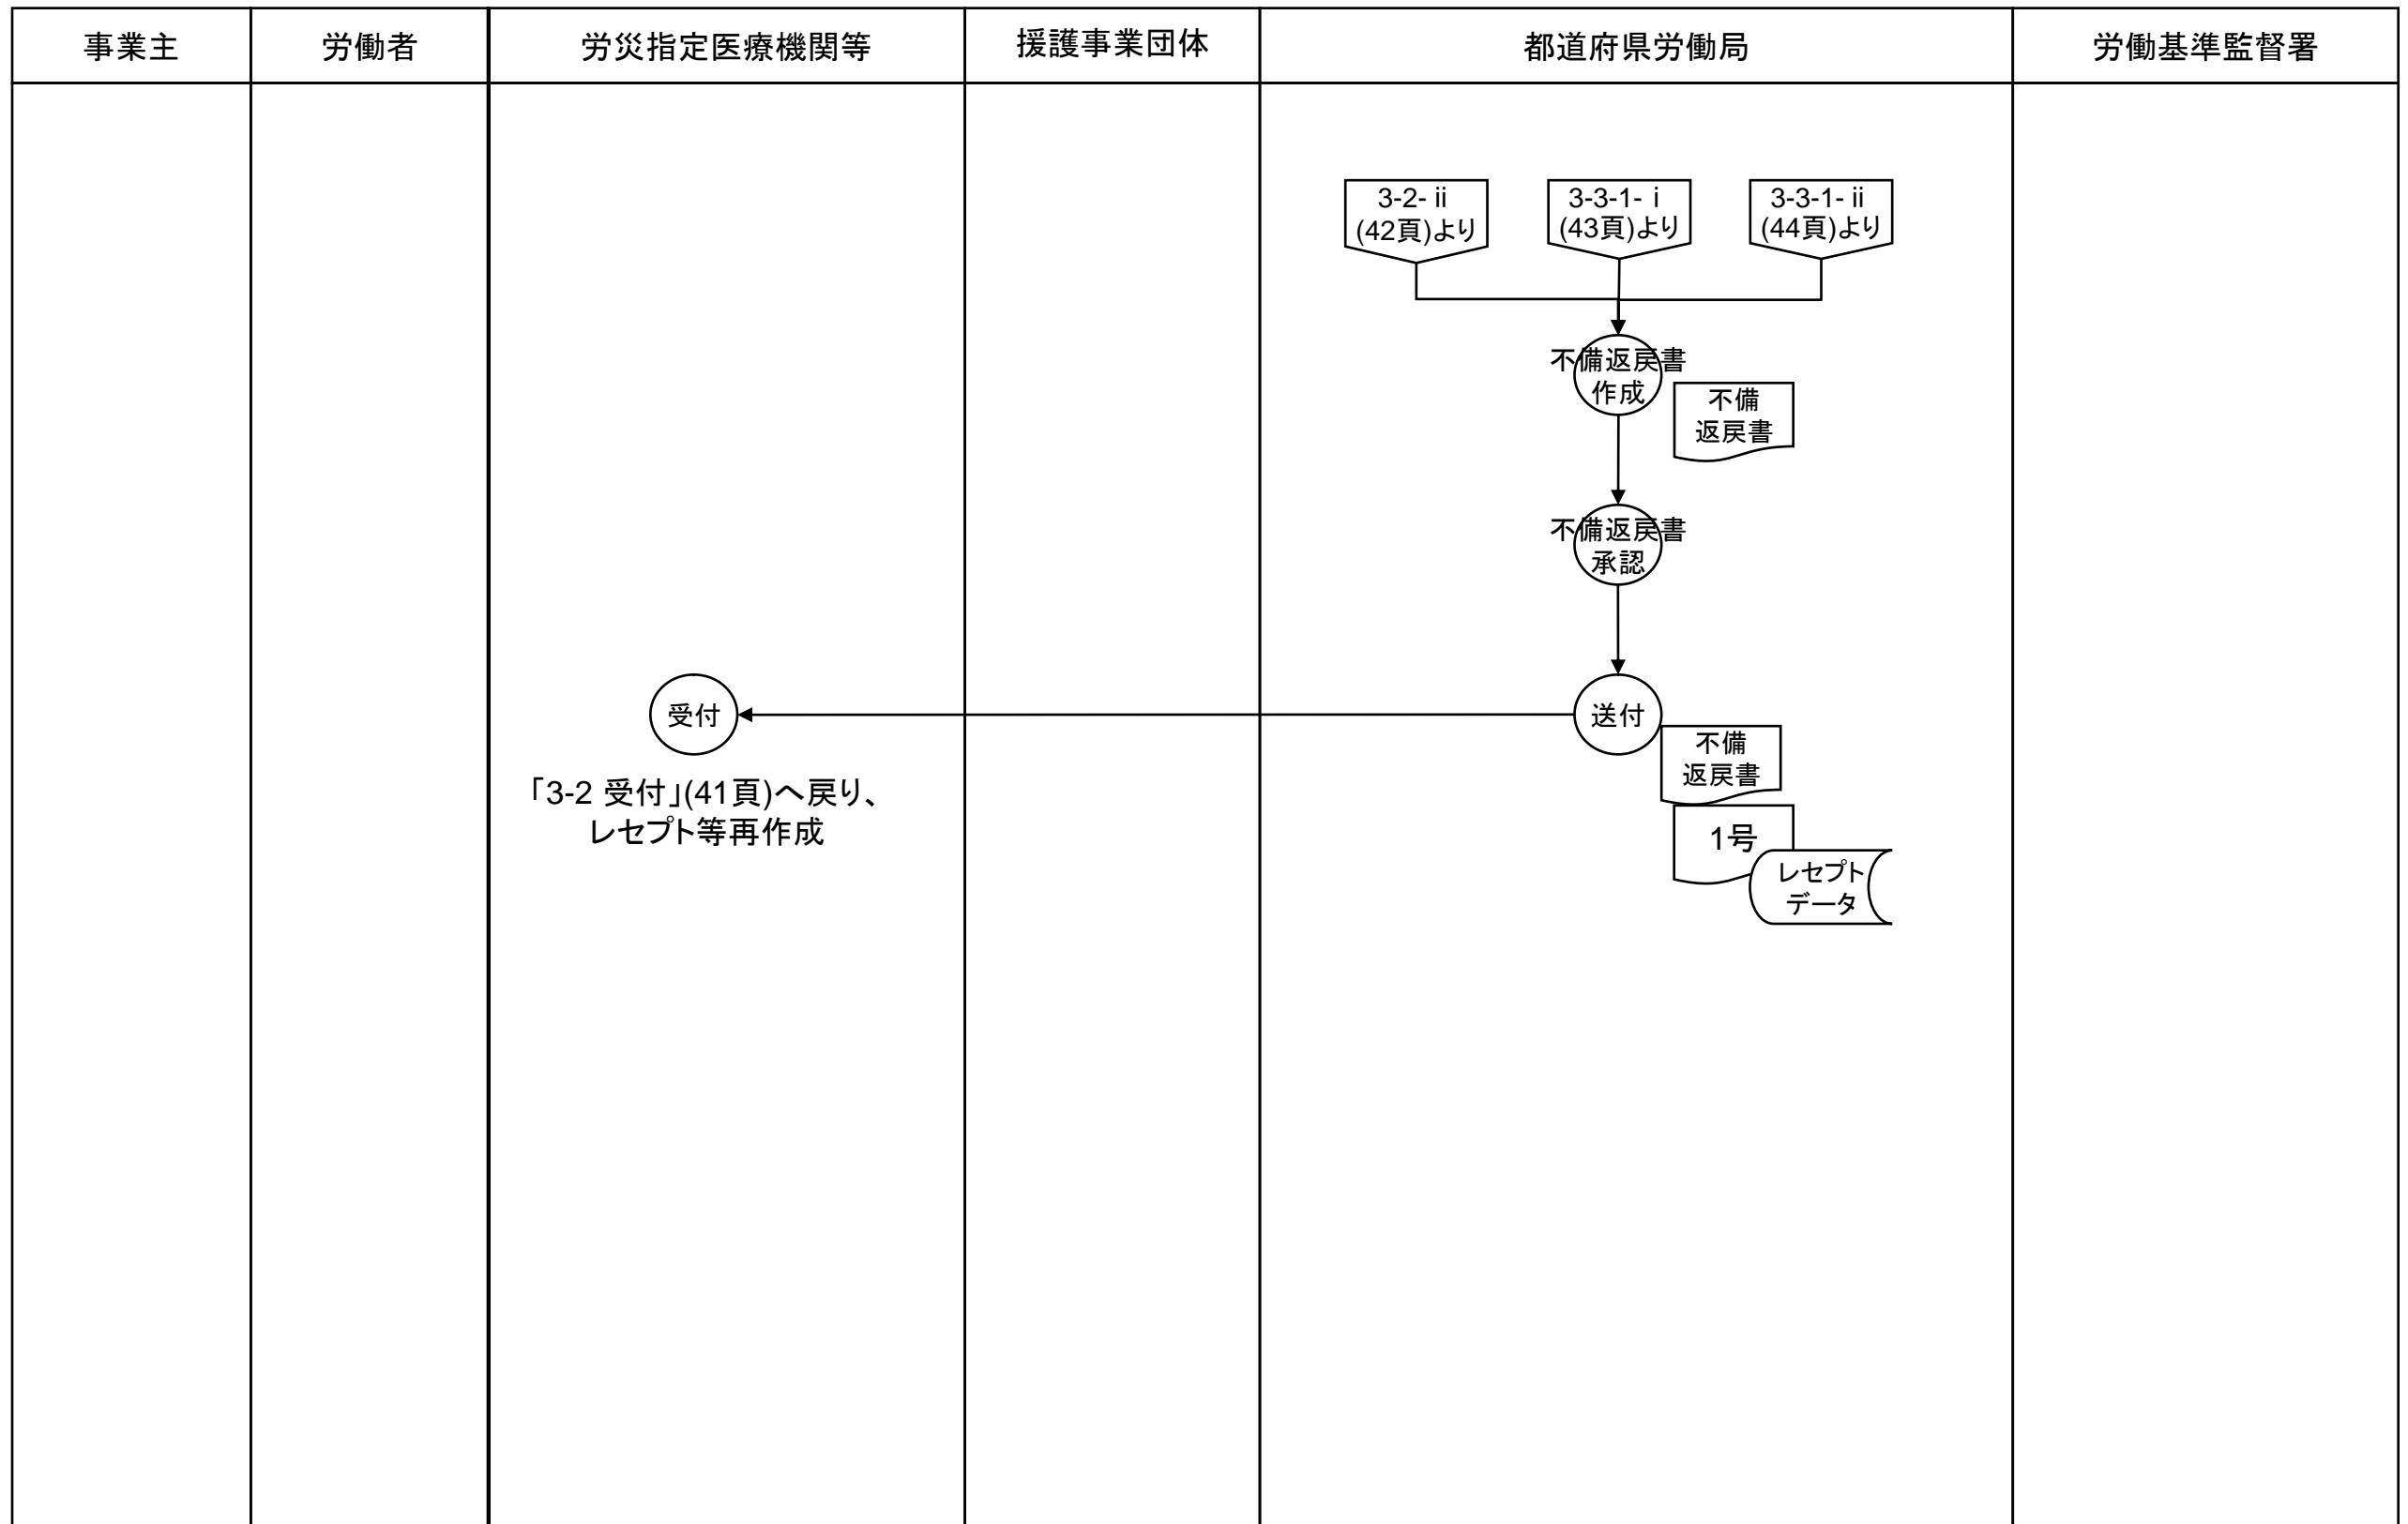 事業主
労働者
労災指定医療機関等
援護事業団体
都道府県労働局
労働基準監督署
3-2- ii
(42頁)より
3-3-1- i
(43頁)より
3-3-1- ii
(44頁)より
不備返戻書
作成
不備
返戻書
不備返戻書
承認
受付
送付
「3-2 受付」(41頁)へ戻り、
レセプト等再作成
不備
返戻書
1号
レセプト
データ